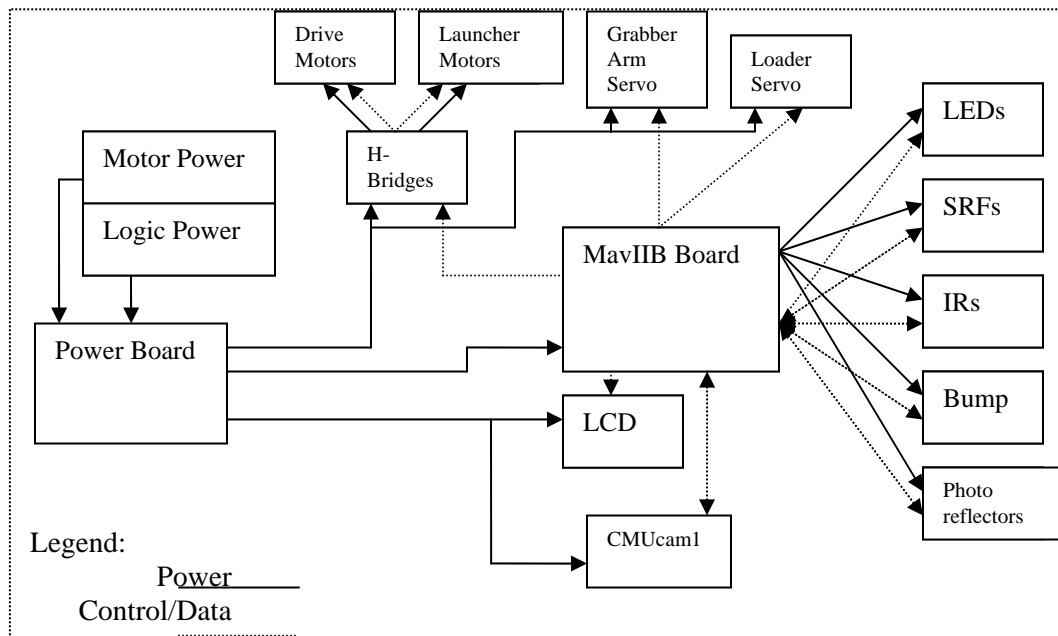 Drive
Motors
Launcher
Motors
Grabber
Arm
Servo
Loader
Servo
LEDs
Motor Power
Logic Power
H-
Bridges
SRFs
MavIIB Board
IRs
Power Board
Bump
LCD
Photo
reflectors
CMUcam1
Legend:
Power
Control/Data